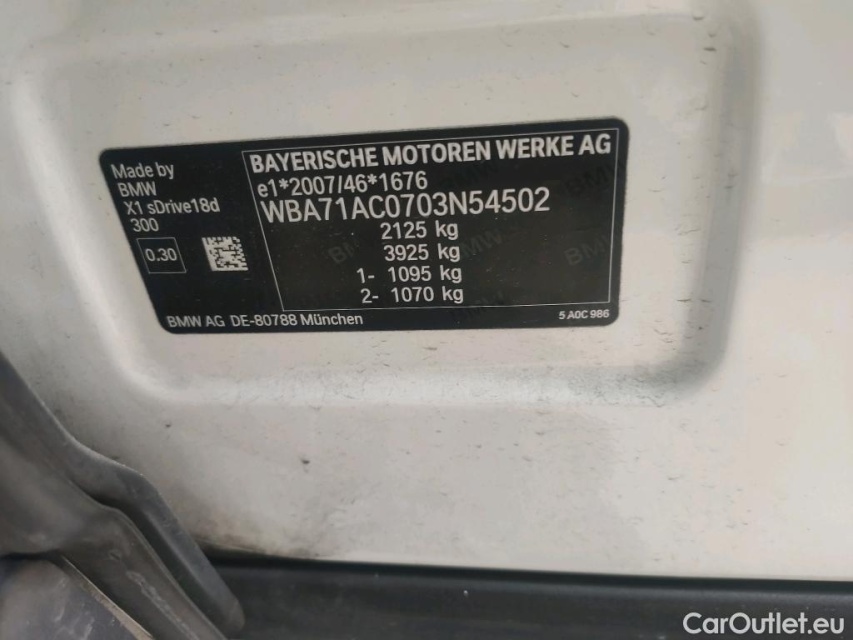 Made by
BMW
X1 sDrive18d
300
0.30
BAYERISCHE MOTOREN WERKE AG
e1*2007/46*1676
WBA71AC0703N54502
2125 kg
3925 kg
1- 1095 kg
2- 1070 kg
BMW AG DE-80788 München
5 A0C 986
CarOutlet.eu